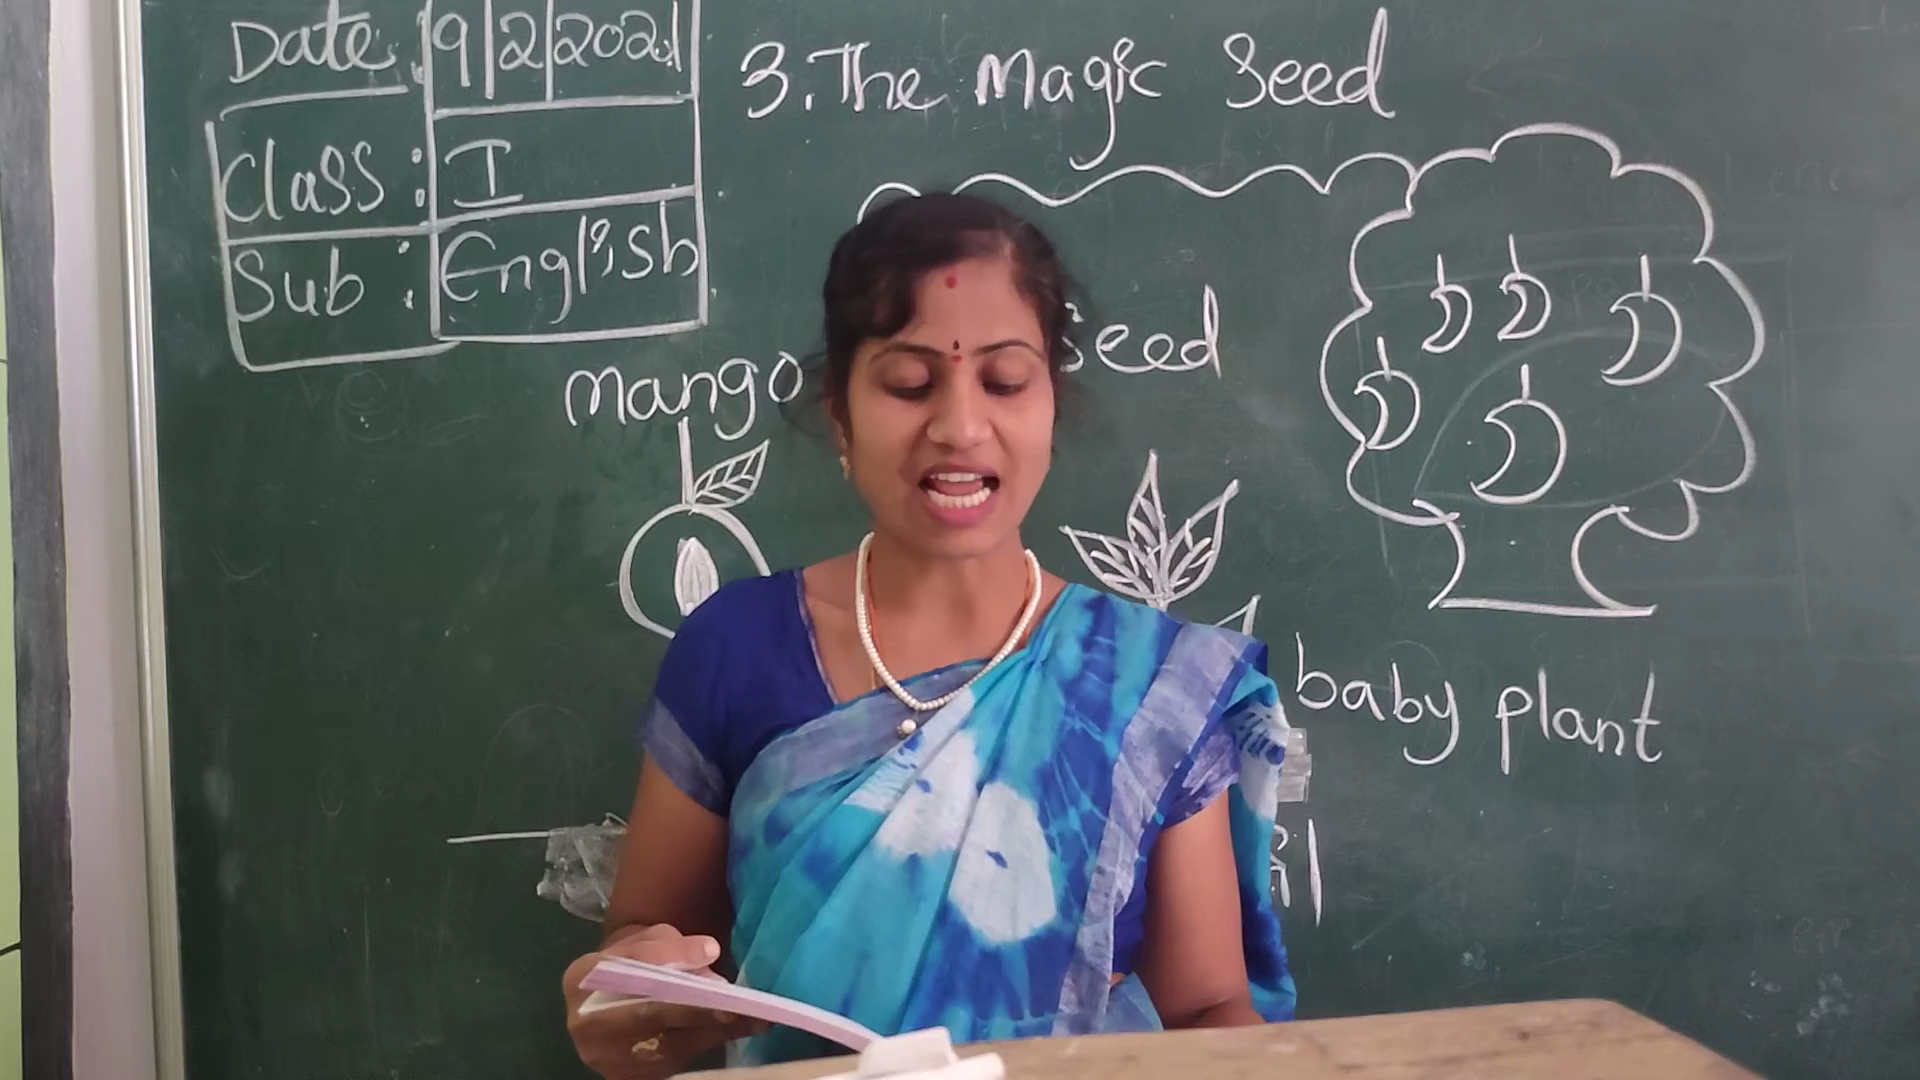 Date: 9/2/2021
Class : I
Sub : English
3. The Magic Seed
mango
Seed
baby plant